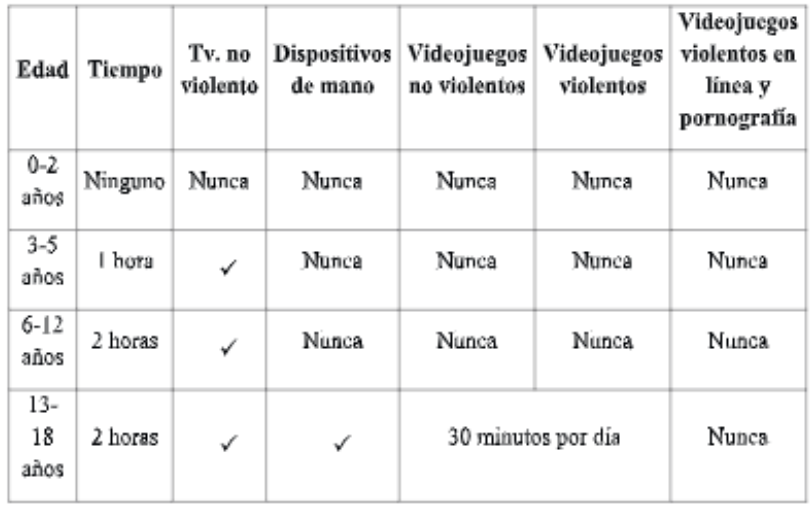 Edad Tiempo Tv. no violento Dispositivos de mano Videojuegos no violentos Videojuegos violentos Videojuegos violentos en línea y pornografía
0-2 años Ninguno Nunca Nunca Nunca Nunca Nunca
3-5 años 1 hora ✓ Nunca Nunca Nunca Nunca
6-12 años 2 horas ✓ Nunca Nunca Nunca Nunca
13-18 años 2 horas ✓ ✓ 30 minutos por día Nunca